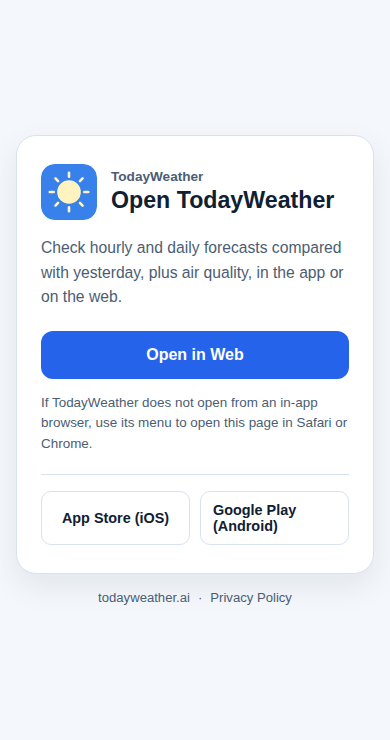 TodayWeather
Open TodayWeather
Check hourly and daily forecasts compared
with yesterday, plus air quality, in the app or
on the web.
Open in Web
If TodayWeather does not open from an in-app
browser, use its menu to open this page in Safari or
Chrome.
App Store (iOS)
Google Play
(Android)
todayweather.ai · Privacy Policy